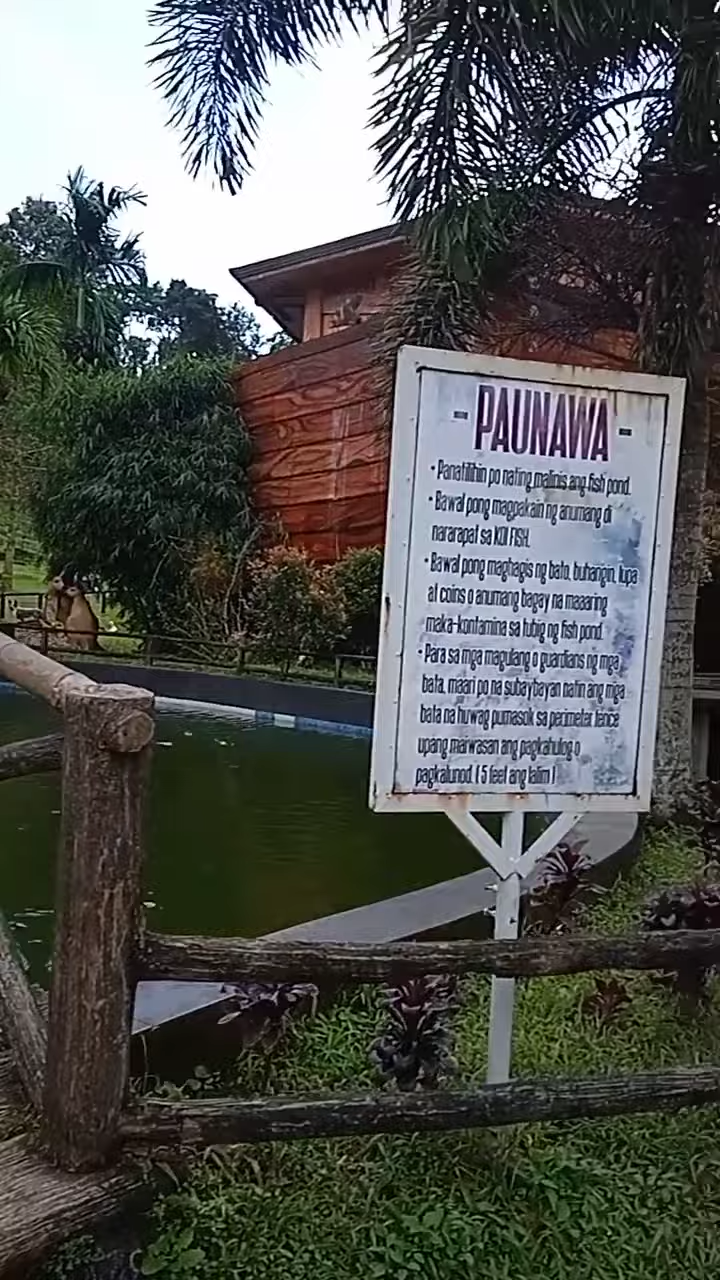 - PAUNAWA -
• Panatilihin po nating malinis ang fish pond.
• Bawal pong magpakain ng anumang di
nararapat sa KOI FISH.
• Bawal pong maghagis ng bato, buhangin, lupa
at coins o anumang bagay na maaaring
maka-kontamina sa tubig ng fish pond.
• Para sa mga magulang o guardians ng mga
bata, maari po na subaybayan natin ang mga
bata na huwag pumasok sa perimeter fence
upang maiwasan ang pagkahulog o
pagkalunod. ( 5 feet ang lalim )